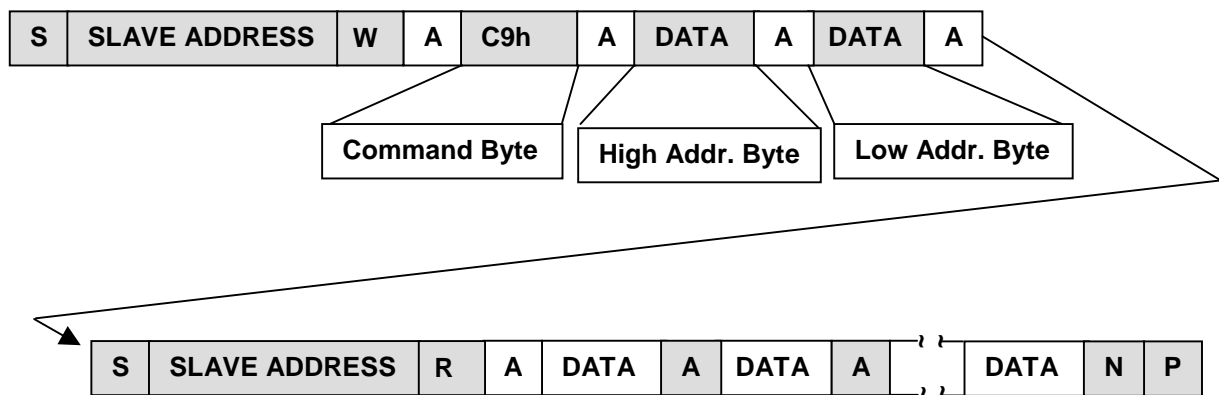 S SLAVE ADDRESS W A C9h A DATA A DATA A
Command Byte High Addr. Byte Low Addr. Byte
S SLAVE ADDRESS R A DATA A DATA A DATA N P